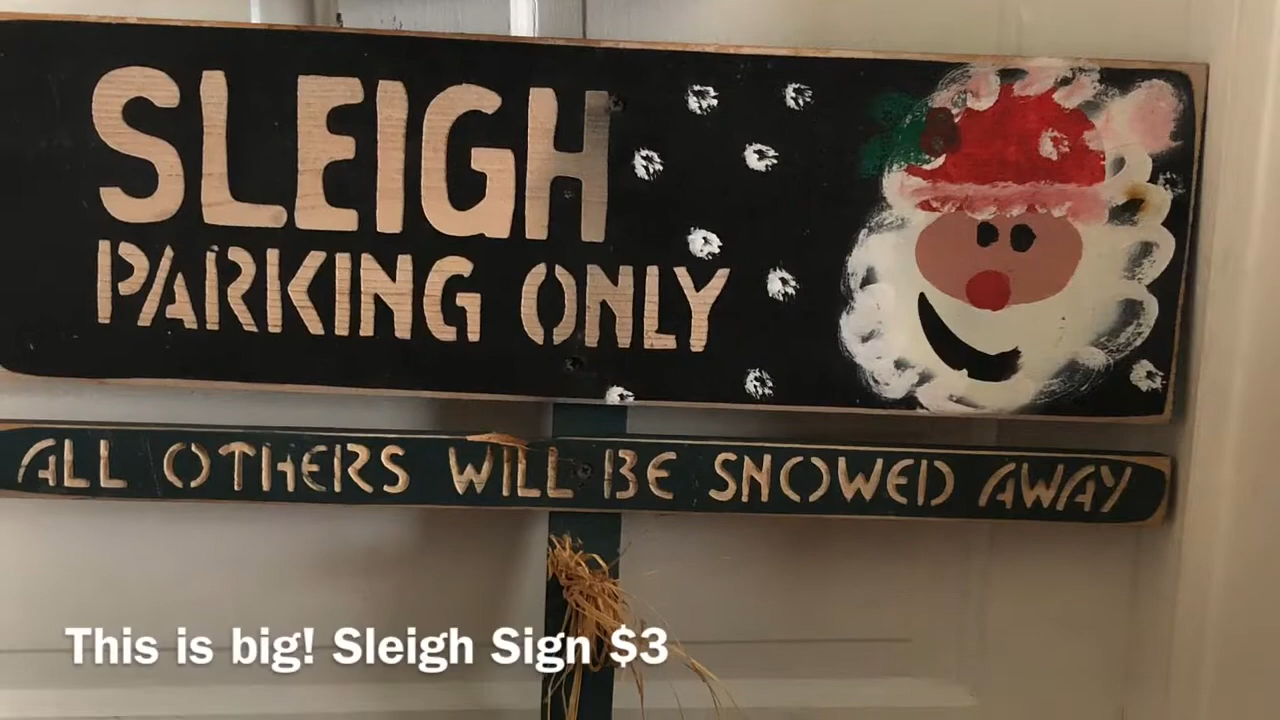 SLEIGH
PARKING ONLY
ALL OTHERS WILL BE SNOWED AWAY
This is big! Sleigh Sign $3